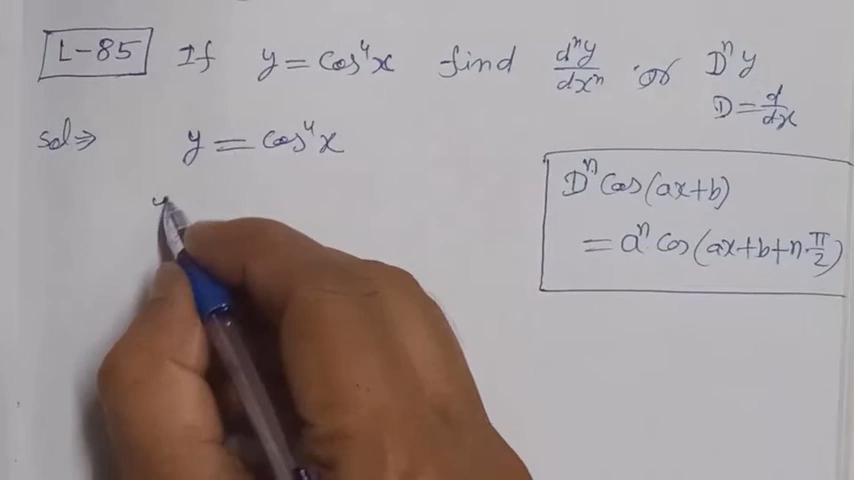 L-85 If y = cos⁴x find dⁿy/dxⁿ or Dⁿy
D = d/dx
sol⇒ y = cos⁴x
Dⁿ cos(ax+b)
= aⁿ cos(ax+b+n.π/2)